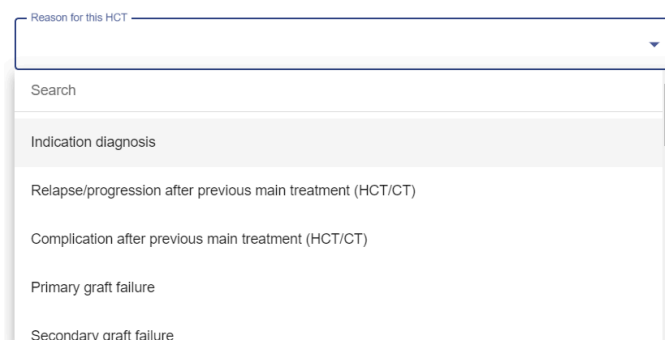 Reason for this HCT
Search
Indication diagnosis
Relapse/progression after previous main treatment (HCT/CT)
Complication after previous main treatment (HCT/CT)
Primary graft failure
Secondary graft failure